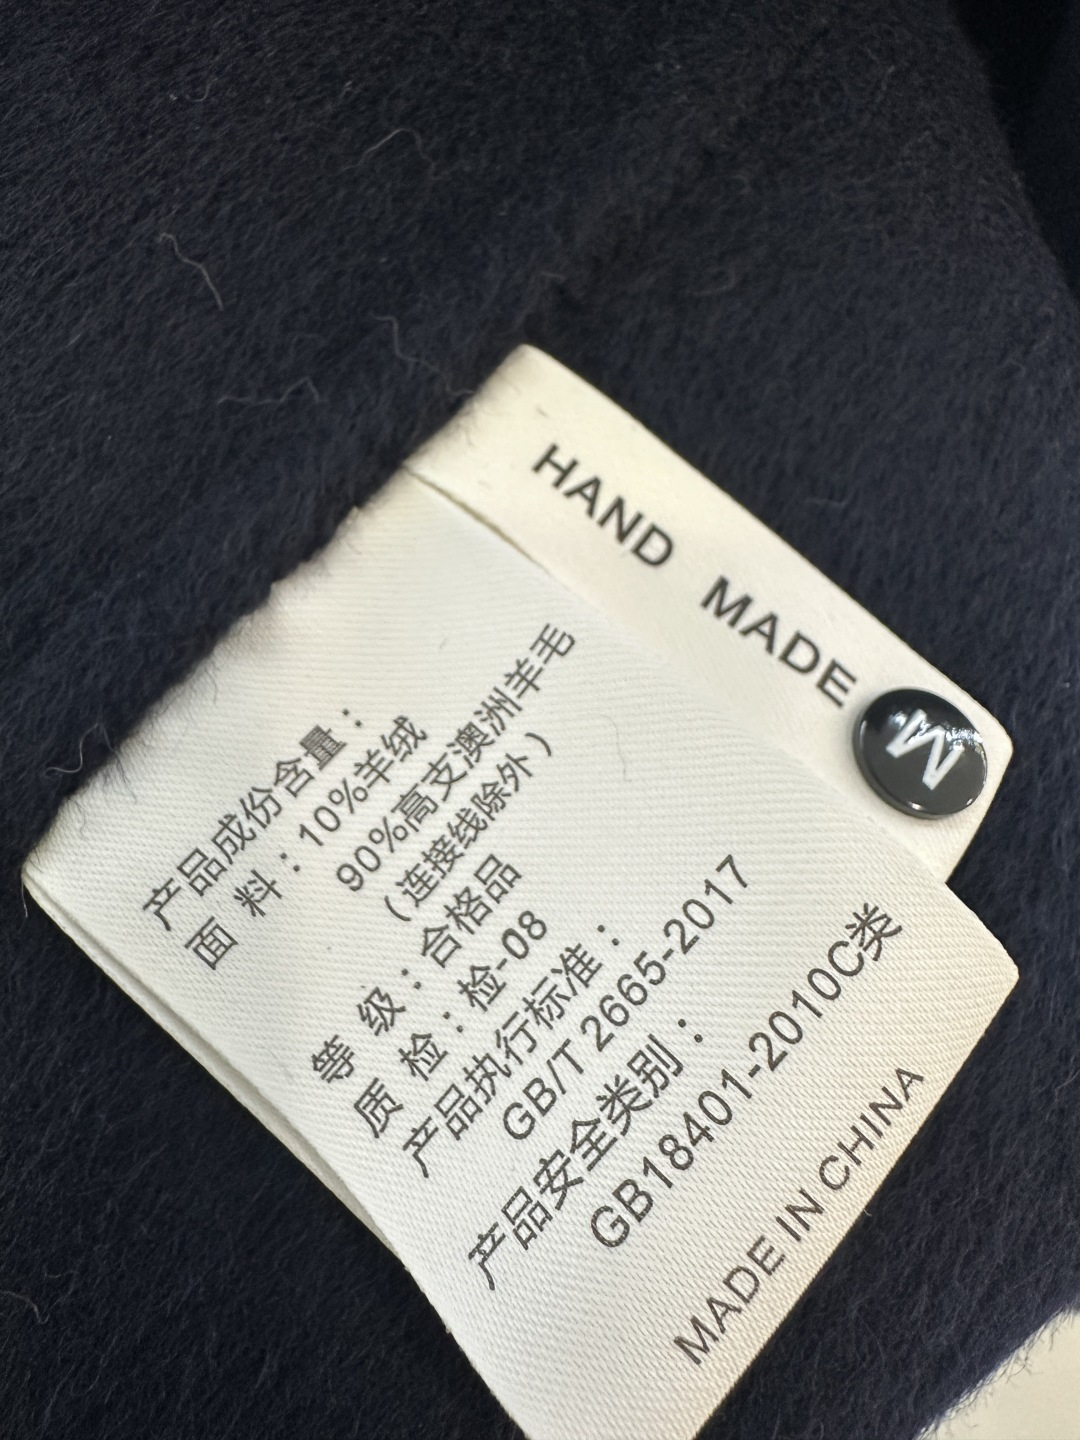 HAND MADE
M
产品成份含量：
面 料：10%羊绒
90%高支澳洲羊毛
（连接线除外）
等 级：合格品
质 检：检-08
产品执行标准：
GB/T 2665-2017
产品安全类别：
GB18401-2010C类
MADE IN CHINA